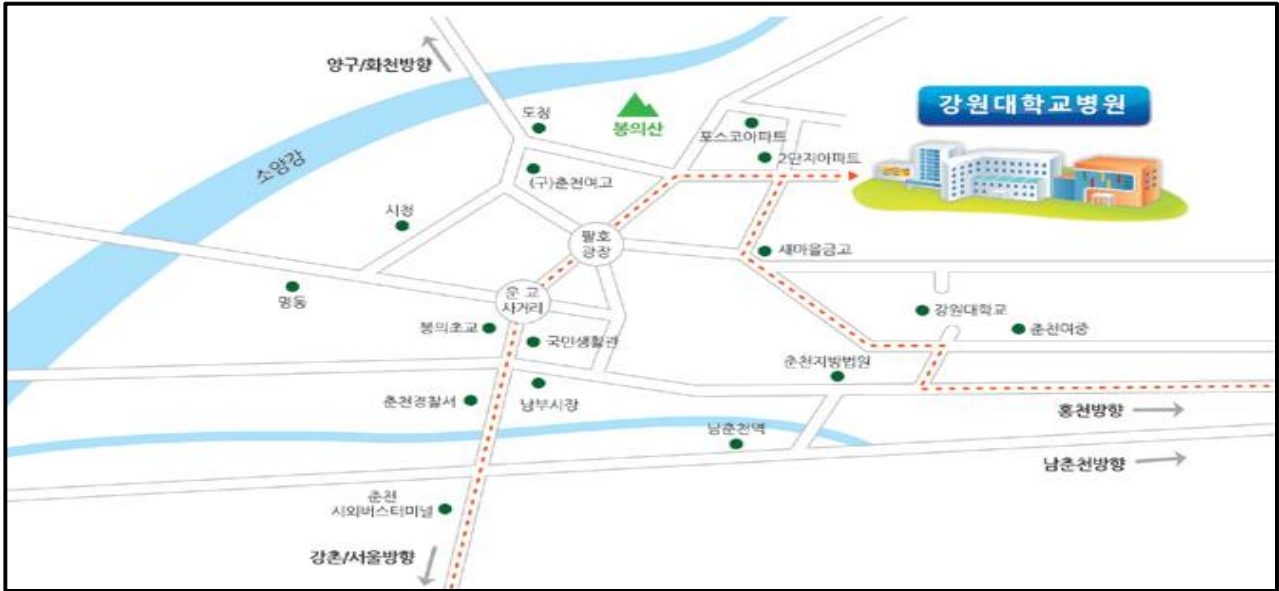 양구/화천방향
강원대학교병원
도청
봉의산
포스코아파트
2단지아파트
소양강
(구)춘천여고
시청
팔호
광장
새마을금고
명동
운 교
사거리
강원대학교
봉의초교
국민생활관
춘천여중
춘천지방법원
춘천경찰서
남부시장
홍천방향
남춘천역
남춘천방향
춘천
시외버스터미널
강촌/서울방향